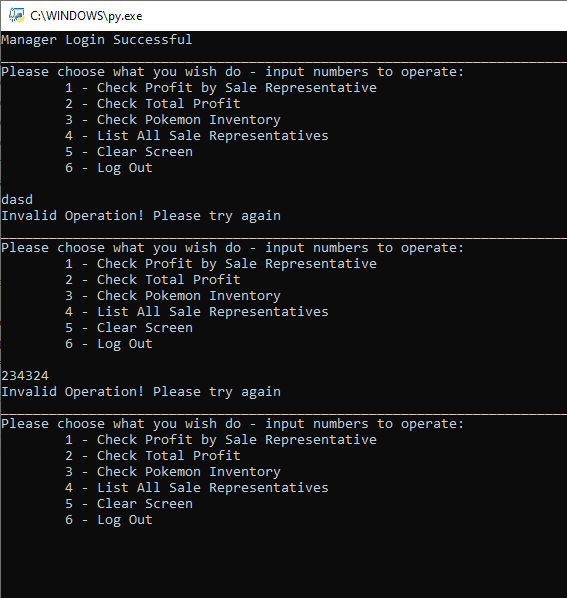 C:\WINDOWS\py.exe
Manager Login Successful
Please choose what you wish do - input numbers to operate:
1 - Check Profit by Sale Representative
2 - Check Total Profit
3 - Check Pokemon Inventory
4 - List All Sale Representatives
5 - Clear Screen
6 - Log Out
dasd
Invalid Operation! Please try again
Please choose what you wish do - input numbers to operate:
1 - Check Profit by Sale Representative
2 - Check Total Profit
3 - Check Pokemon Inventory
4 - List All Sale Representatives
5 - Clear Screen
6 - Log Out
234324
Invalid Operation! Please try again
Please choose what you wish do - input numbers to operate:
1 - Check Profit by Sale Representative
2 - Check Total Profit
3 - Check Pokemon Inventory
4 - List All Sale Representatives
5 - Clear Screen
6 - Log Out